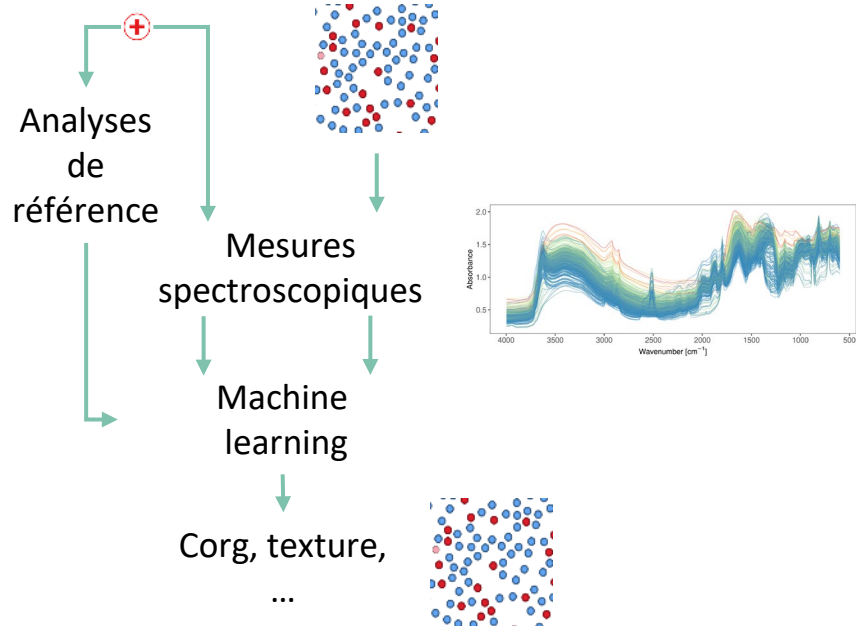 Analyses
de
référence
Mesures
spectroscopiques
2.0
1.5
1.0
0.5
Absorbance
4000 3000 3500 2500 2000 1500 1000 500
Wavenumber [cm⁻¹]
Machine
learning
Corg, texture,
...